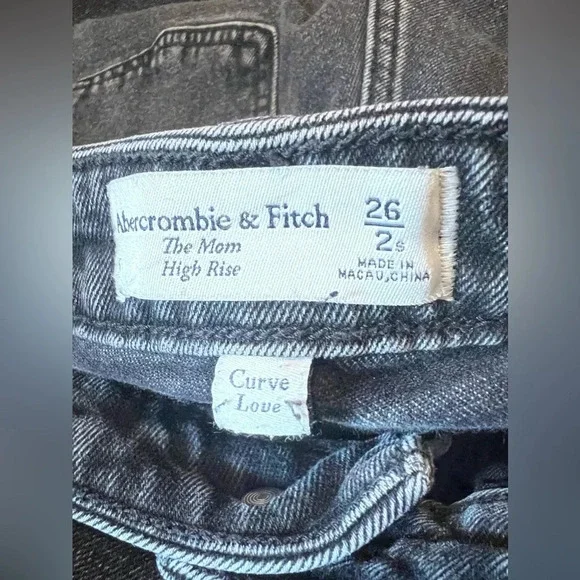 Abercrombie & Fitch
The Mom
High Rise
26
2s
MADE IN
MACAU, CHINA
Curve
Love